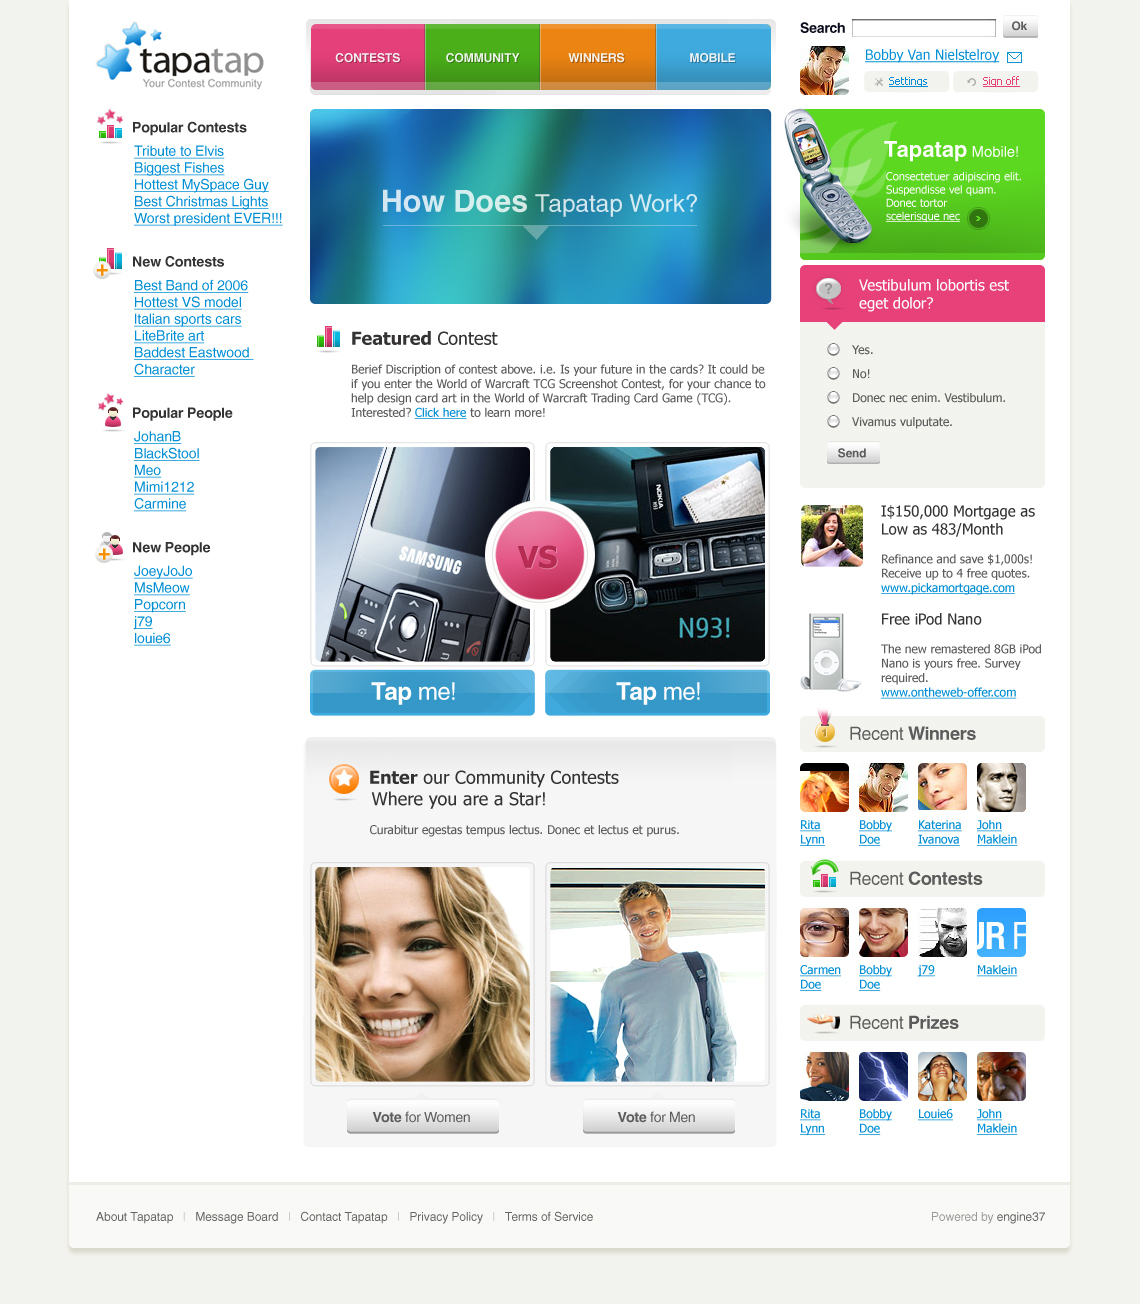 tapatap
Your Contest Community
CONTESTS
COMMUNITY
WINNERS
MOBILE
Search
Ok
Bobby Van Nielstelroy
Settings
Sign off
Popular Contests
Tribute to Elvis
Biggest Fishes
Hottest MySpace Guy
Best Christmas Lights
Worst president EVER!!!
New Contests
Best Band of 2006
Hottest VS model
Italian sports cars
LiteBrite art
Baddest Eastwood
Character
Popular People
JohanB
BlackStool
Meo
Mimi1212
Carmine
New People
JoeyJoJo
MsMeow
Popcorn
j79
louie6
How Does Tapatap Work?
Featured Contest
Berief Discription of contest above. i.e. Is your future in the cards? It could be
if you enter the World of Warcraft TCG Screenshot Contest, for your chance to
help design card art in the World of Warcraft Trading Card Game (TCG).
Interested? Click here to learn more!
SAMSUNG
VS
NOKIA
N93!
Tap me!
Tap me!
Enter our Community Contests
Where you are a Star!
Curabitur egestas tempus lectus. Donec et lectus et purus.
Vote for Women
Vote for Men
Tapatap Mobile!
Consectetuer adipiscing elit.
Suspendisse vel quam.
Donec tortor
scelerisque nec
?
Vestibulum lobortis est
eget dolor?
Yes.
No!
Donec nec enim. Vestibulum.
Vivamus vulputate.
Send
I$150,000 Mortgage as
Low as 483/Month
Refinance and save $1,000s!
Receive up to 4 free quotes.
www.pickamortgage.com
Free iPod Nano
The new remastered 8GB iPod
Nano is yours free. Survey
required.
www.ontheweb-offer.com
1
Recent Winners
Rita
Lynn
Bobby
Doe
Katerina
Ivanova
John
Maklein
Recent Contests
JR F
Carmen
Doe
Bobby
Doe
j79
Maklein
Recent Prizes
Rita
Lynn
Bobby
Doe
Louie6
John
Maklein
About Tapatap
Message Board
Contact Tapatap
Privacy Policy
Terms of Service
Powered by engine37